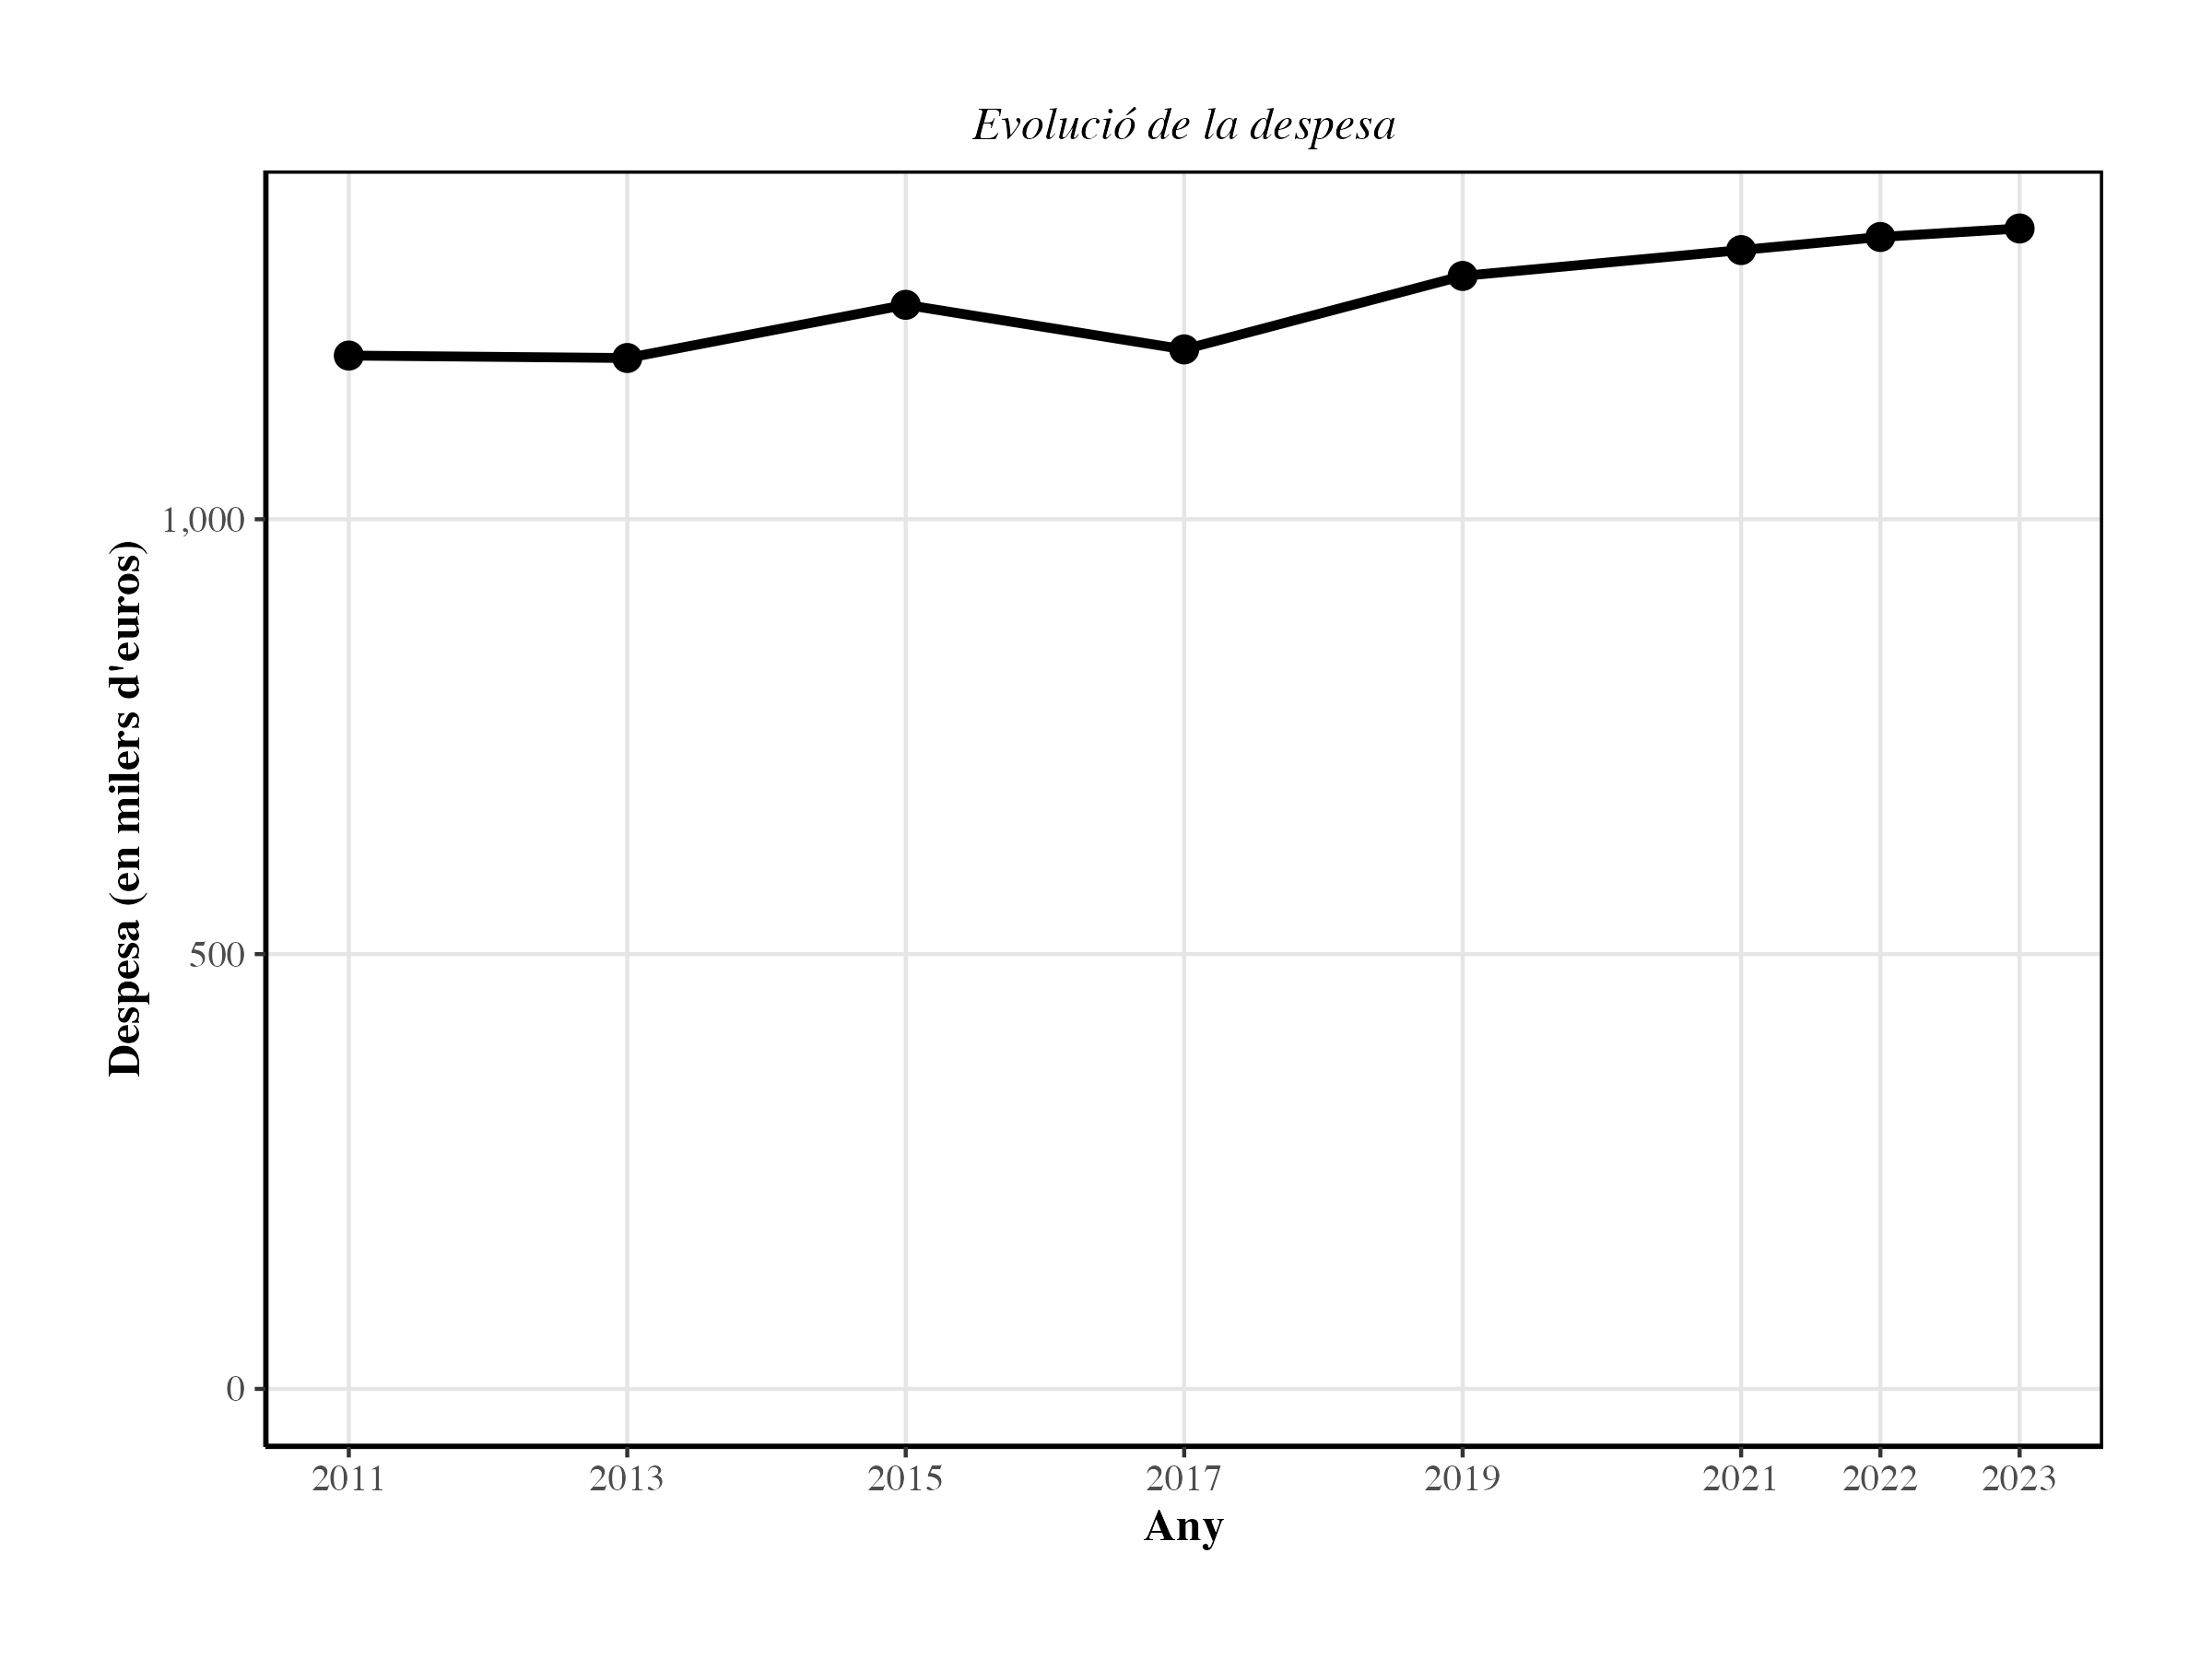 Evolució de la despesa
Despesa (en milers d'euros)
1,000
500
0
2011 2013 2015 2017 2019 2021 2022 2023
Any